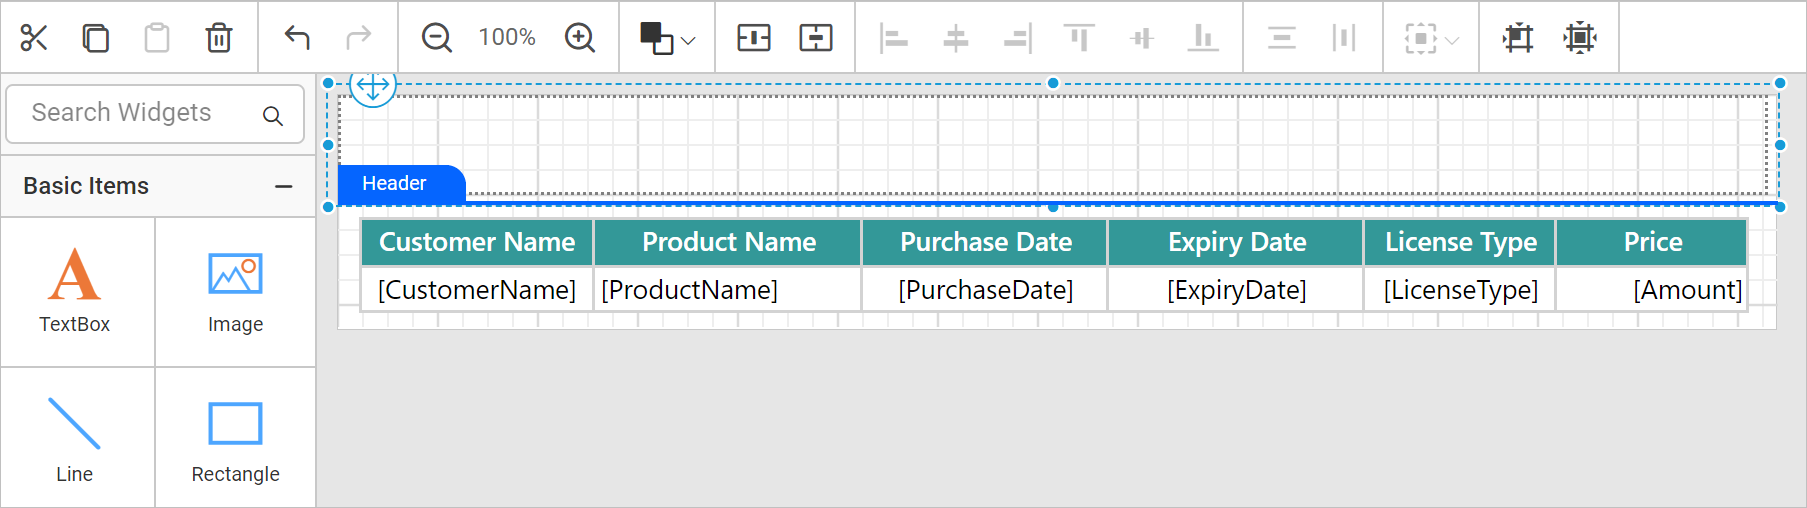 100%
Search Widgets
Basic Items
TextBox
Image
Line
Rectangle
Header
Customer Name Product Name Purchase Date Expiry Date License Type Price
[CustomerName] [ProductName] [PurchaseDate] [ExpiryDate] [LicenseType] [Amount]